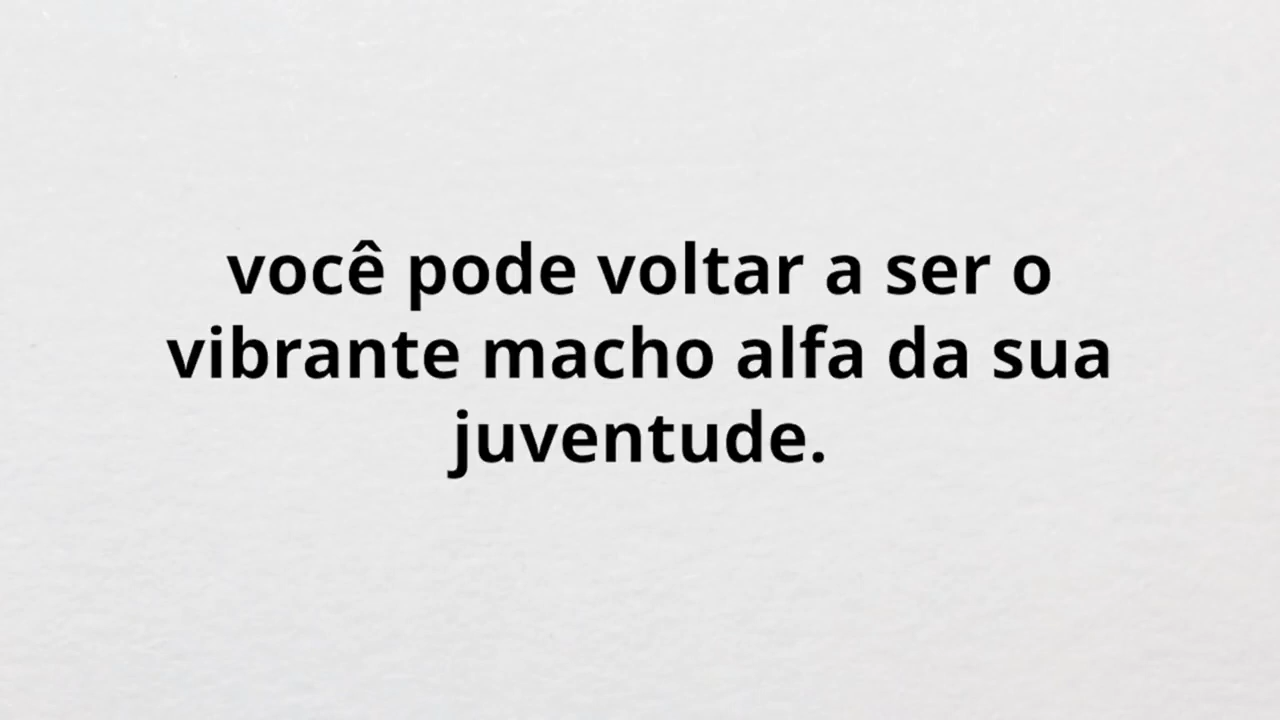 você pode voltar a ser o
vibrante macho alfa da sua
juventude.